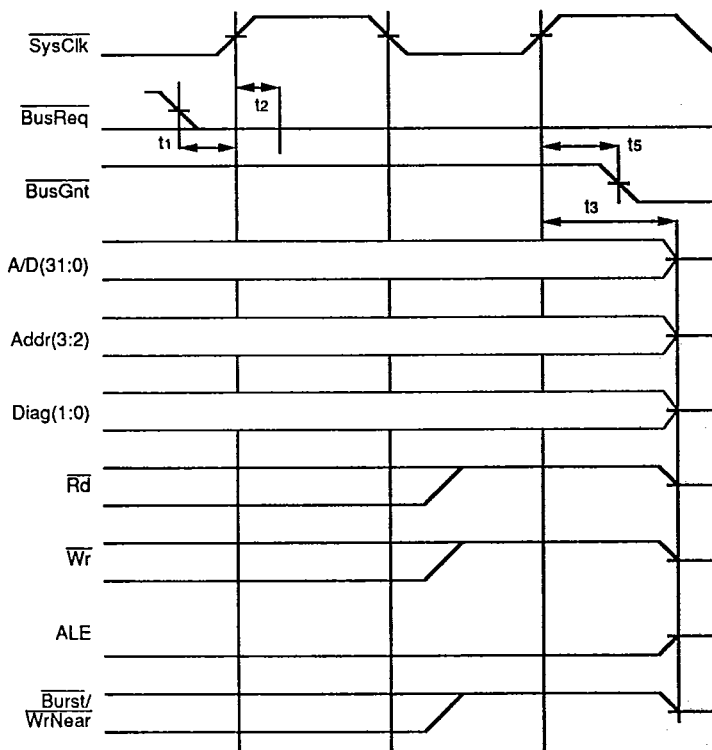 SysClk
t2
BusReq
t1
t5
BusGnt
t3
A/D(31:0)
Addr(3:2)
Diag(1:0)
Rd
Wr
ALE
Burst/
WrNear